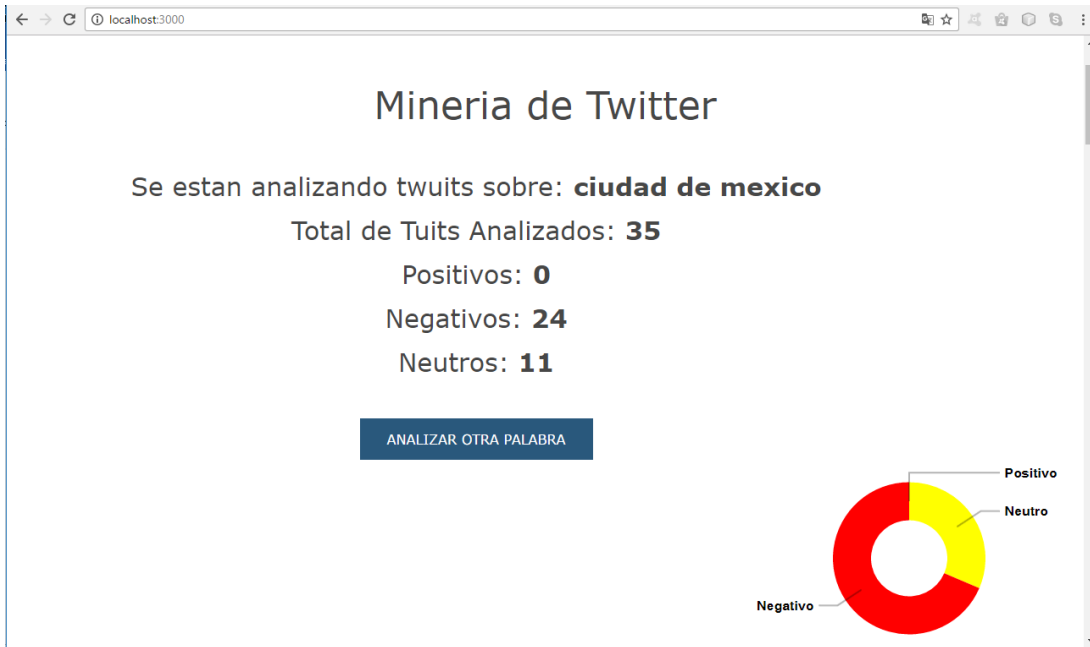 localhost:3000
Mineria de Twitter
Se estan analizando twuits sobre: ciudad de mexico
Total de Tuits Analizados: 35
Positivos: 0
Negativos: 24
Neutros: 11
ANALIZAR OTRA PALABRA
Positivo
Neutro
Negativo